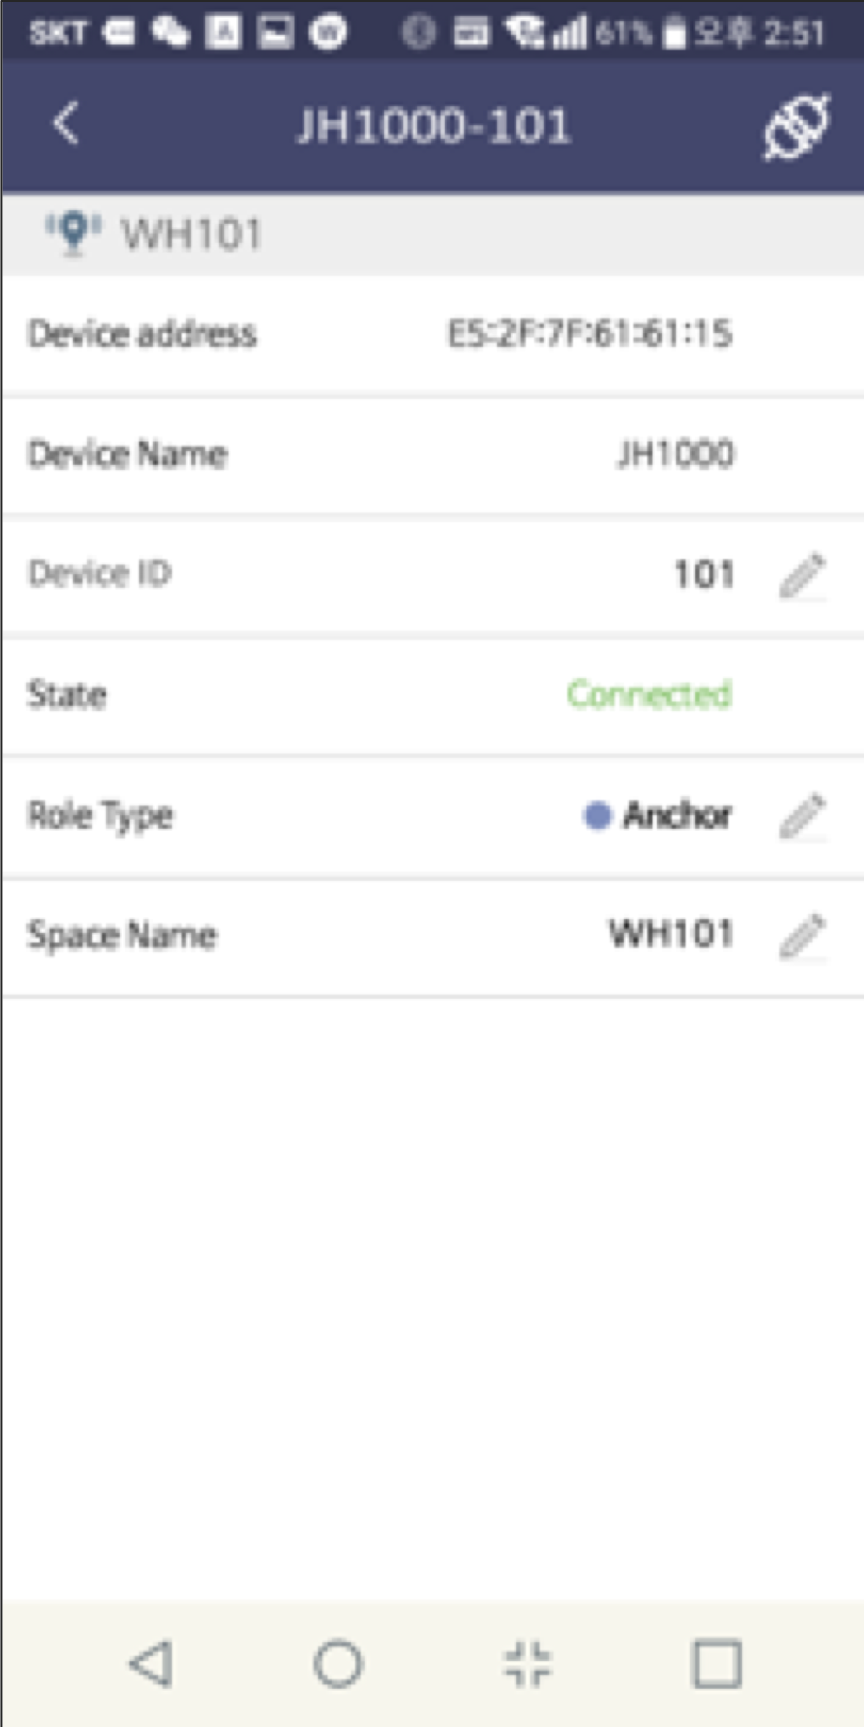 SKT 61% 오후 2:51
JH1000-101
WH101
Device address E5:2F:7F:61:61:15
Device Name JH1000
Device ID 101
State Connected
Role Type Anchor
Space Name WH101